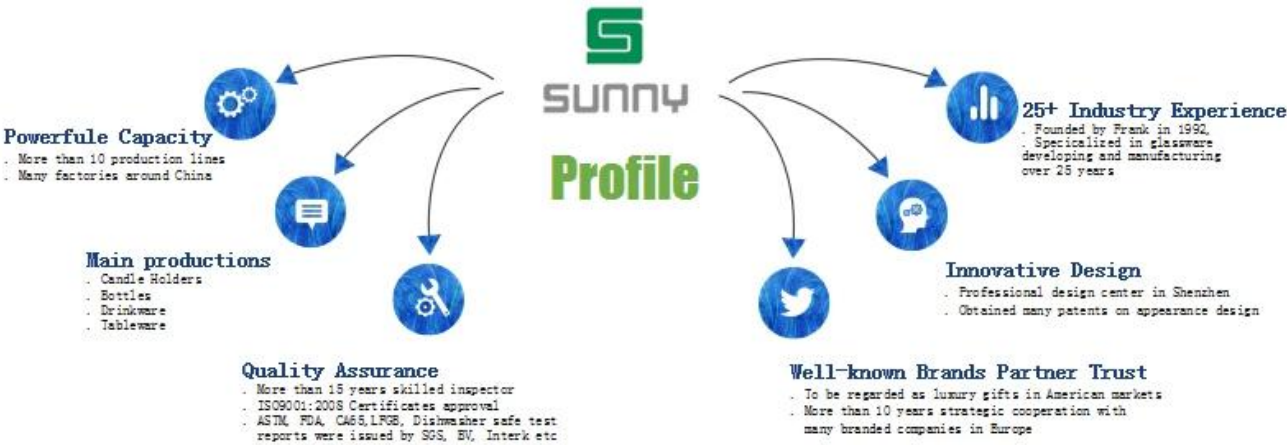 SUNNY
Profile
Powerfule Capacity
. More than 10 production lines
. Many factories around China
Main productions
. Candle Holders
. Bottles
. Drinkware
. Tableware
Quality Assurance
. More than 15 years skilled inspector
. ISO9001:2008 Certificates approval
. ASTM, FDA, CA65,LFGB, Dishwasher safe test
reports were issued by SGS, BV, Interk etc
25+ Industry Experience
. Founded by Frank in 1992,
. Specicalized in glassware
developing and manufacturing
over 25 years
Innovative Design
. Professional design center in Shenzhen
. Obtained many patents on appearance design
Well-known Brands Partner Trust
. To be regarded as luxury gifts in American markets
. More than 10 years strategic cooperation with
many branded companies in Europe